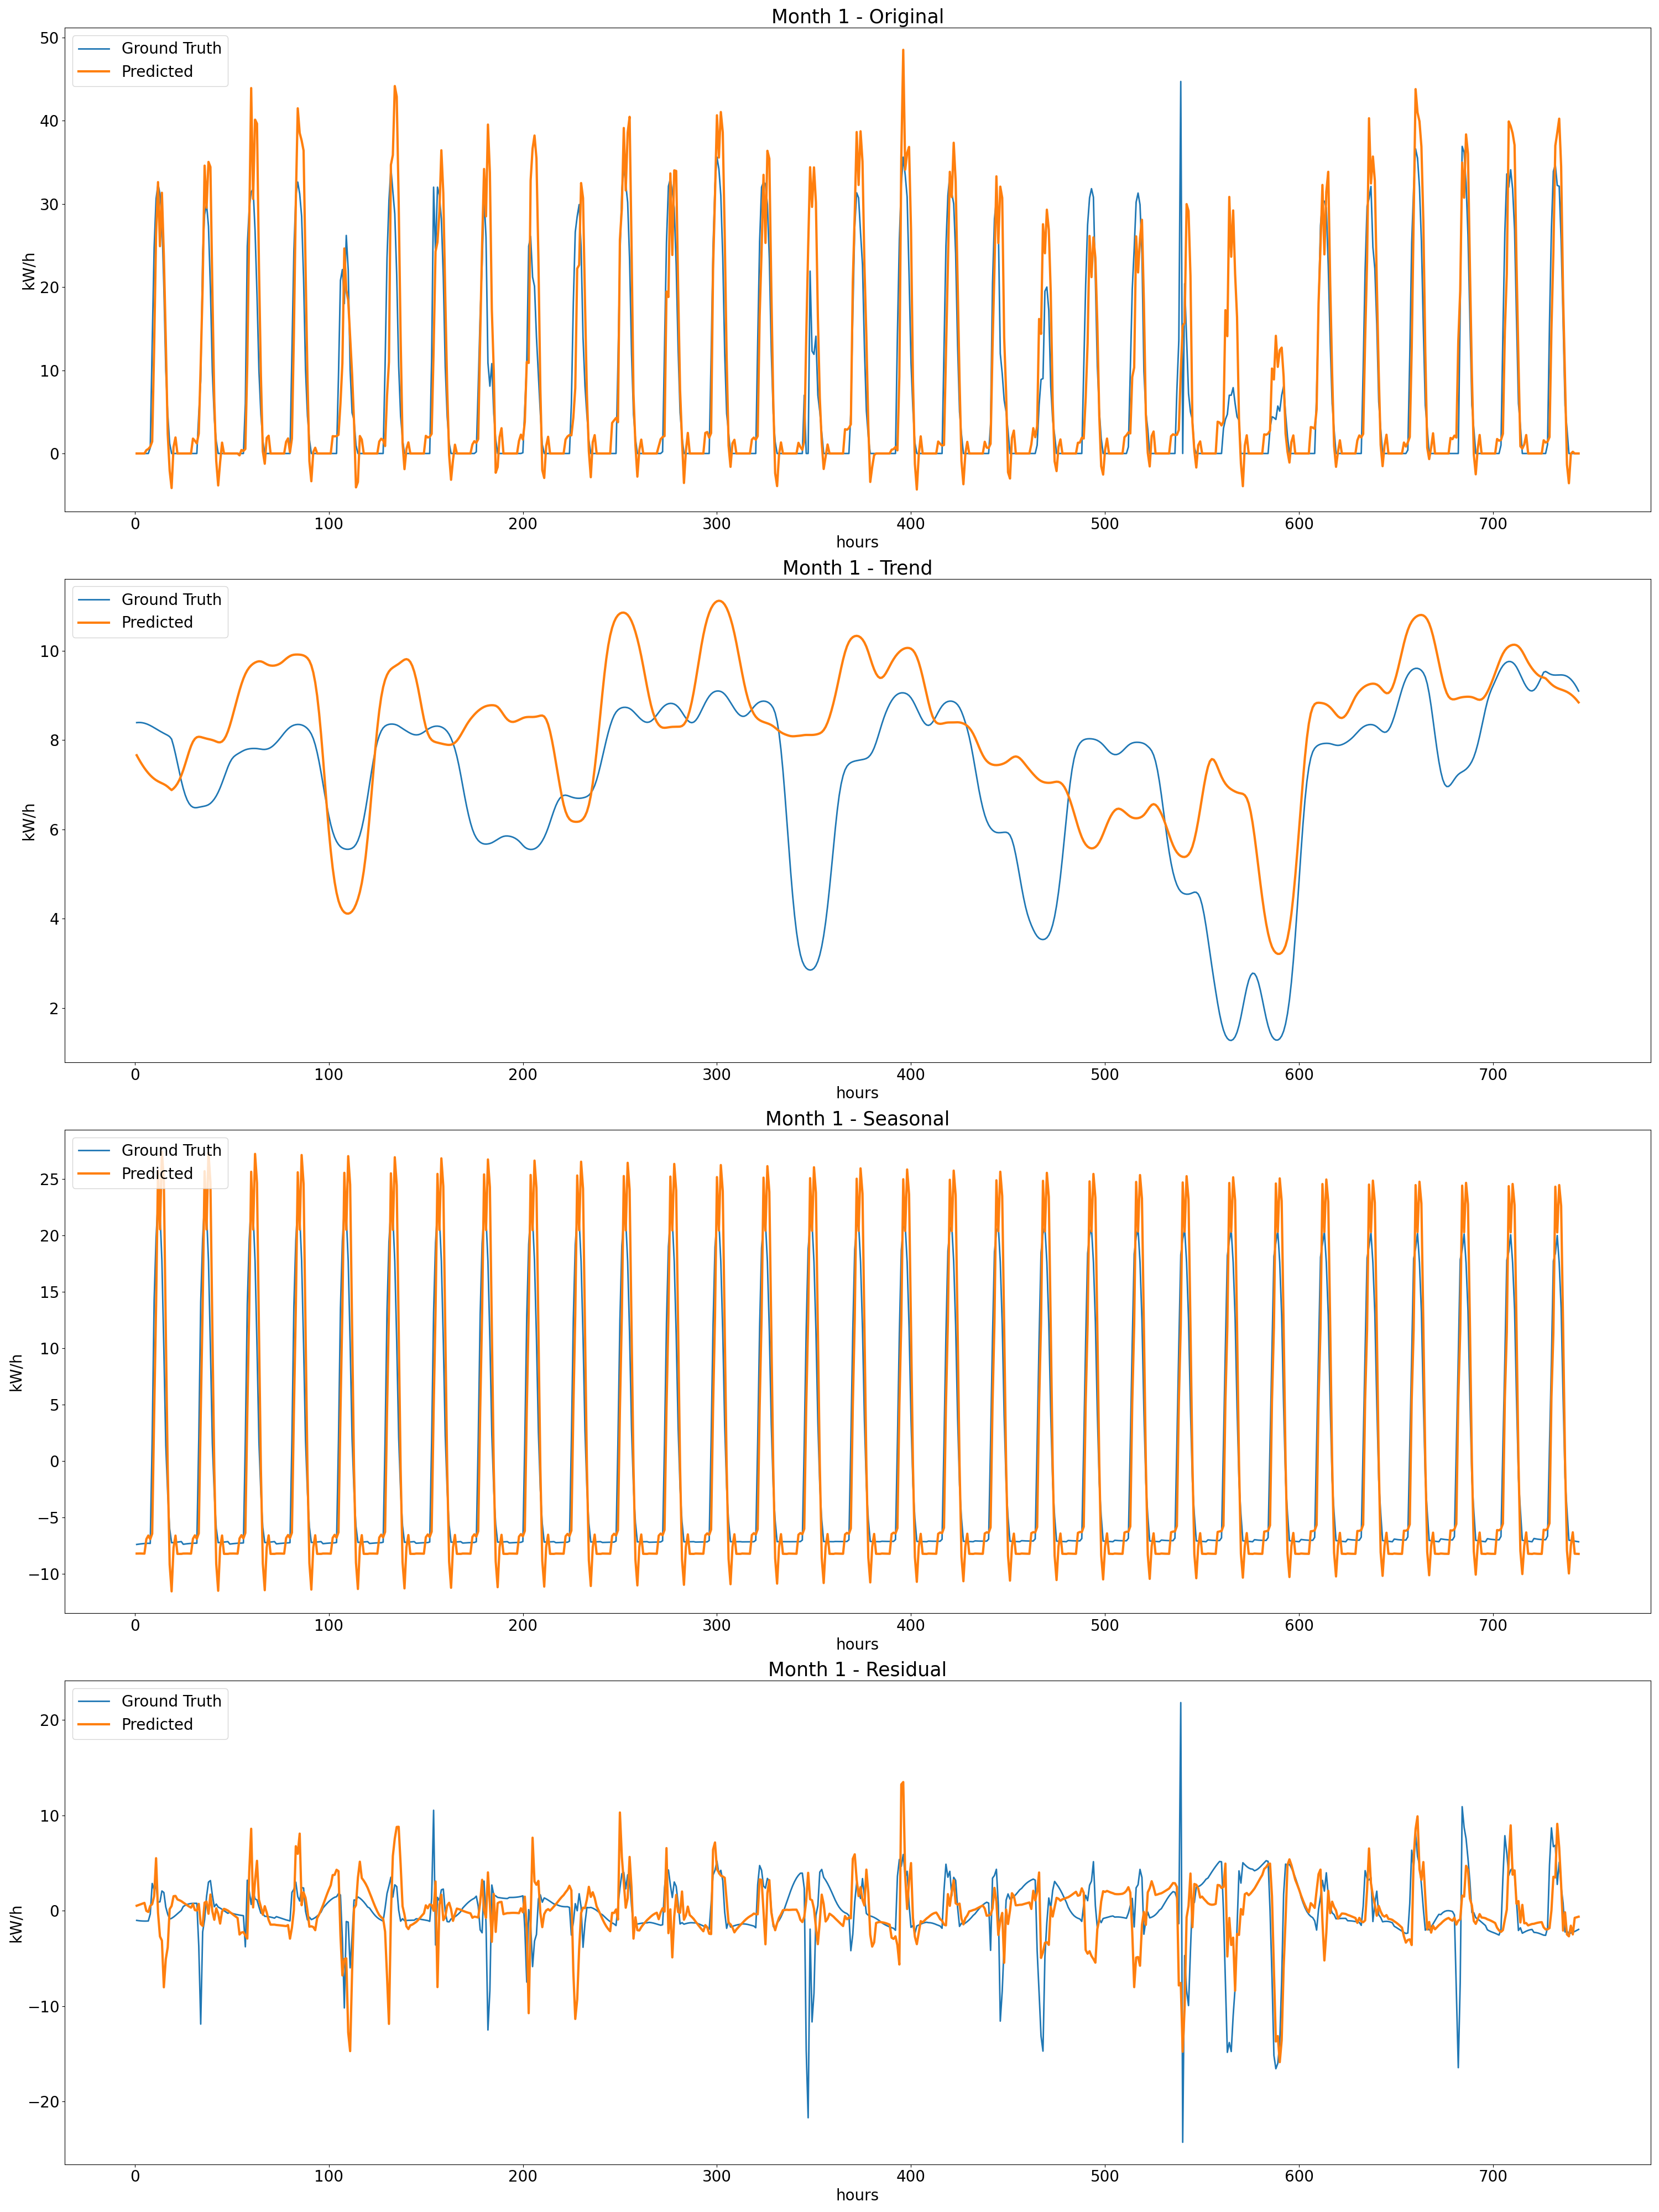 Month 1 - Original
Ground Truth
Predicted
50
40
30
20
10
0
kW/h
0 100 200 300 400 500 600 700
hours
Month 1 - Trend
Ground Truth
Predicted
10
8
6
4
2
kW/h
0 100 200 300 400 500 600 700
hours
Month 1 - Seasonal
Ground Truth
Predicted
25
20
15
10
5
0
−5
−10
kW/h
0 100 200 300 400 500 600 700
hours
Month 1 - Residual
Ground Truth
Predicted
20
10
0
−10
−20
kW/h
0 100 200 300 400 500 600 700
hours